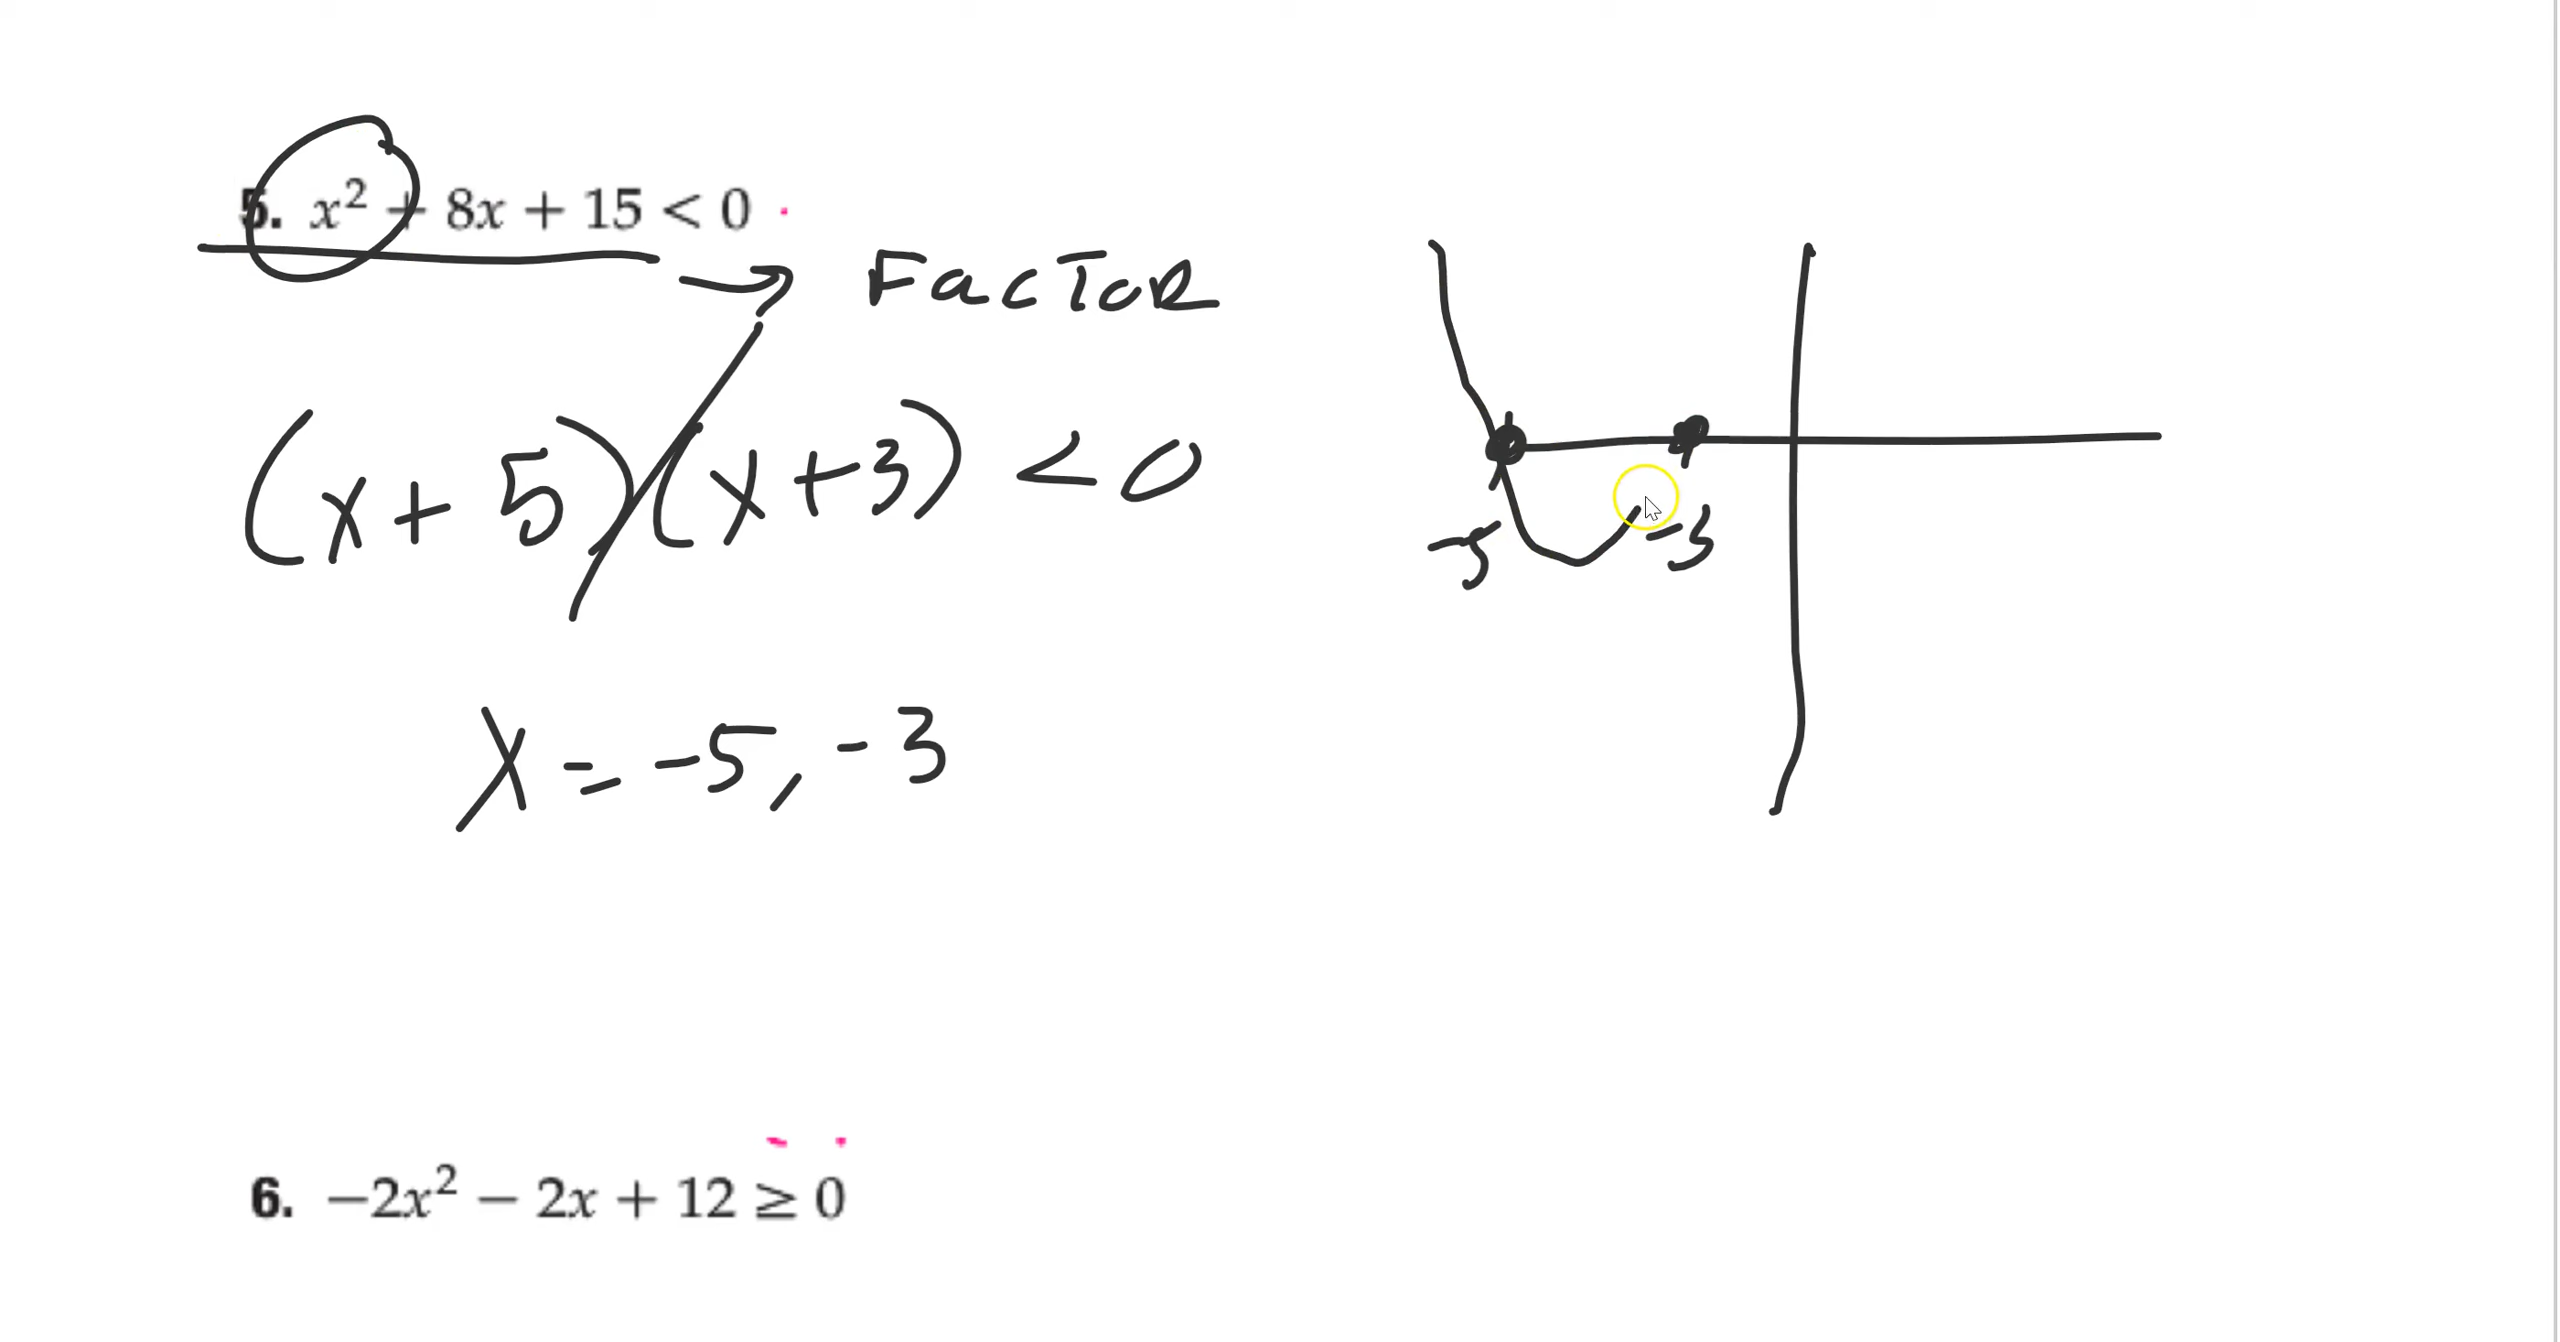 5. x² + 8x + 15 < 0
→ Factor
(x + 5)(x + 3) < 0
-5
-3
x = -5, -3
6. −2x² − 2x + 12 ≥ 0